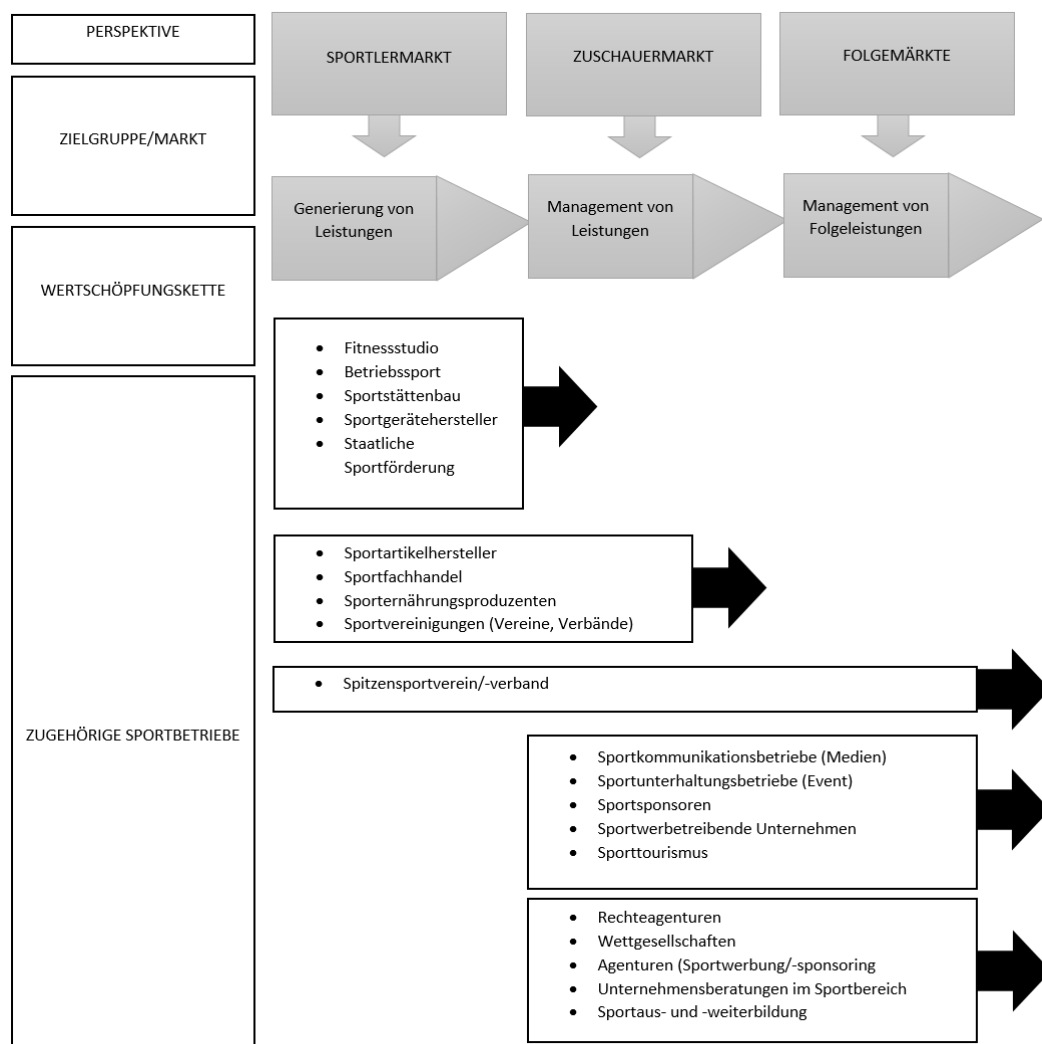 PERSPEKTIVE
SPORTLERMARKT
ZUSCHAUERMARKT
FOLGEMÄRKTE
ZIELGRUPPE/MARKT
Generierung von
Leistungen
Management von
Leistungen
Management von
Folgeleistungen
WERTSCHÖPFUNGSKETTE
• Fitnessstudio
• Betriebssport
• Sportstättenbau
• Sportgerätehersteller
• Staatliche
Sportförderung
• Sportartikelhersteller
• Sportfachhandel
• Sporternährungsproduzenten
• Sportvereinigungen (Vereine, Verbände)
• Spitzensportverein/-verband
ZUGEHÖRIGE SPORTBETRIEBE
• Sportkommunikationsbetriebe (Medien)
• Sportunterhaltungsbetriebe (Event)
• Sportsponsoren
• Sportwerbetreibende Unternehmen
• Sporttourismus
• Rechteagenturen
• Wettgesellschaften
• Agenturen (Sportwerbung/-sponsoring
• Unternehmensberatungen im Sportbereich
• Sportaus- und -weiterbildung